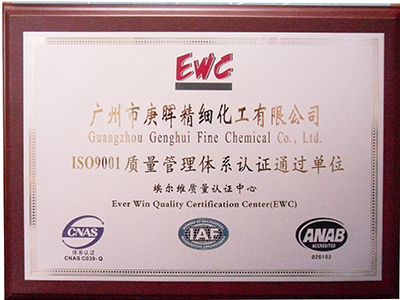 EWC
广州市庚晖精细化工有限公司
Guangzhou Genghui Fine Chemical Co., Ltd.
ISO9001质量管理体系认证通过单位
埃尔维质量认证中心
Ever Win Quality Certification Center(EWC)
CNAS
体系认证
CNAS C039-Q
IAF
ANAB
ACCREDITED
020102